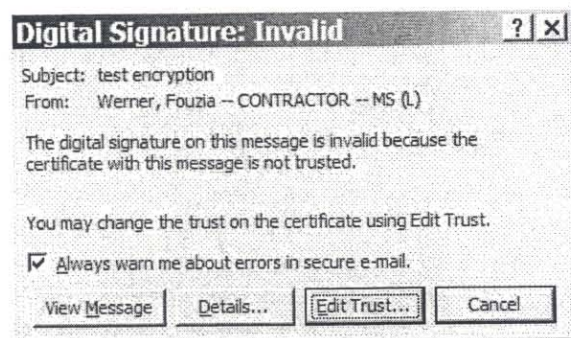 Digital Signature: Invalid ? X
Subject: test encryption
From: Werner, Fouzia -- CONTRACTOR -- MS (L)
The digital signature on this message is invalid because the
certificate with this message is not trusted.
You may change the trust on the certificate using Edit Trust.
Always warn me about errors in secure e-mail.
View Message Details... Edit Trust... Cancel